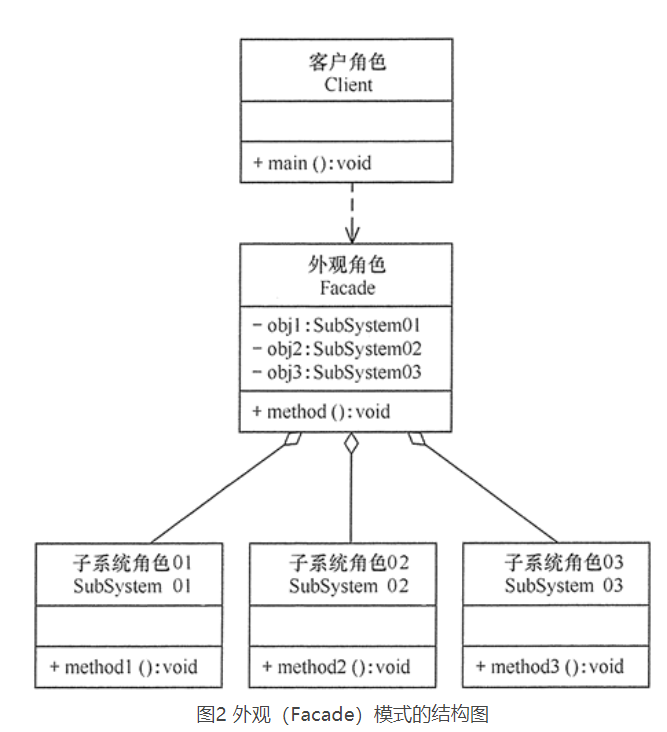 客户角色
Client
+ main ():void
外观角色
Facade
- obj1:SubSystem01
- obj2:SubSystem02
- obj3:SubSystem03
+ method ():void
子系统角色01
SubSystem 01
+ method1 ():void
子系统角色02
SubSystem 02
+ method2 ():void
子系统角色03
SubSystem 03
+ method3 ():void
图2 外观（Facade）模式的结构图